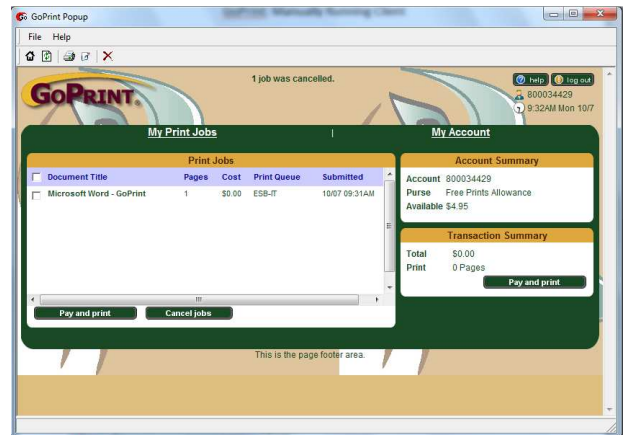 GoPrint Popup
File Help
1 job was cancelled.
help log out
GOPRINT
800034429
9:32AM Mon 10/7
My Print Jobs | My Account
Print Jobs
Document Title Pages Cost Print Queue Submitted
Microsoft Word - GoPrint 1 $0.00 ESB-IT 10/07 09:31AM
Pay and print Cancel jobs
Account Summary
Account 800034429
Purse Free Prints Allowance
Available $4.95
Transaction Summary
Total $0.00
Print 0 Pages
Pay and print
This is the page footer area.